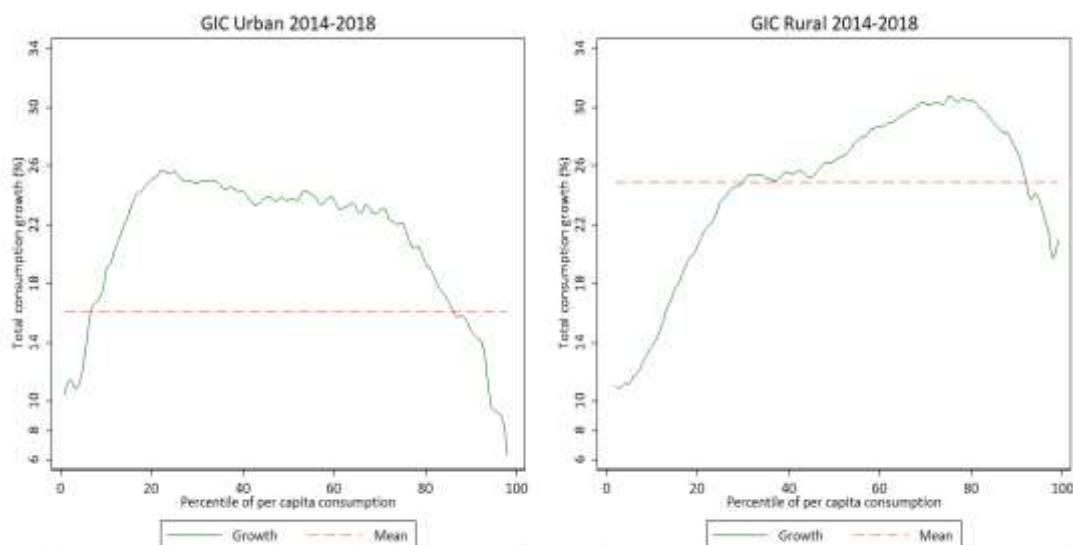 GIC Urban 2014-2018
Total consumption growth (%)
34
30
26
22
18
14
10
8
6
0 20 40 60 80 100
Percentile of per capita consumption
Growth Mean
GIC Rural 2014-2018
Total consumption growth (%)
34
30
26
22
18
14
10
8
6
0 20 40 60 80 100
Percentile of per capita consumption
Growth Mean